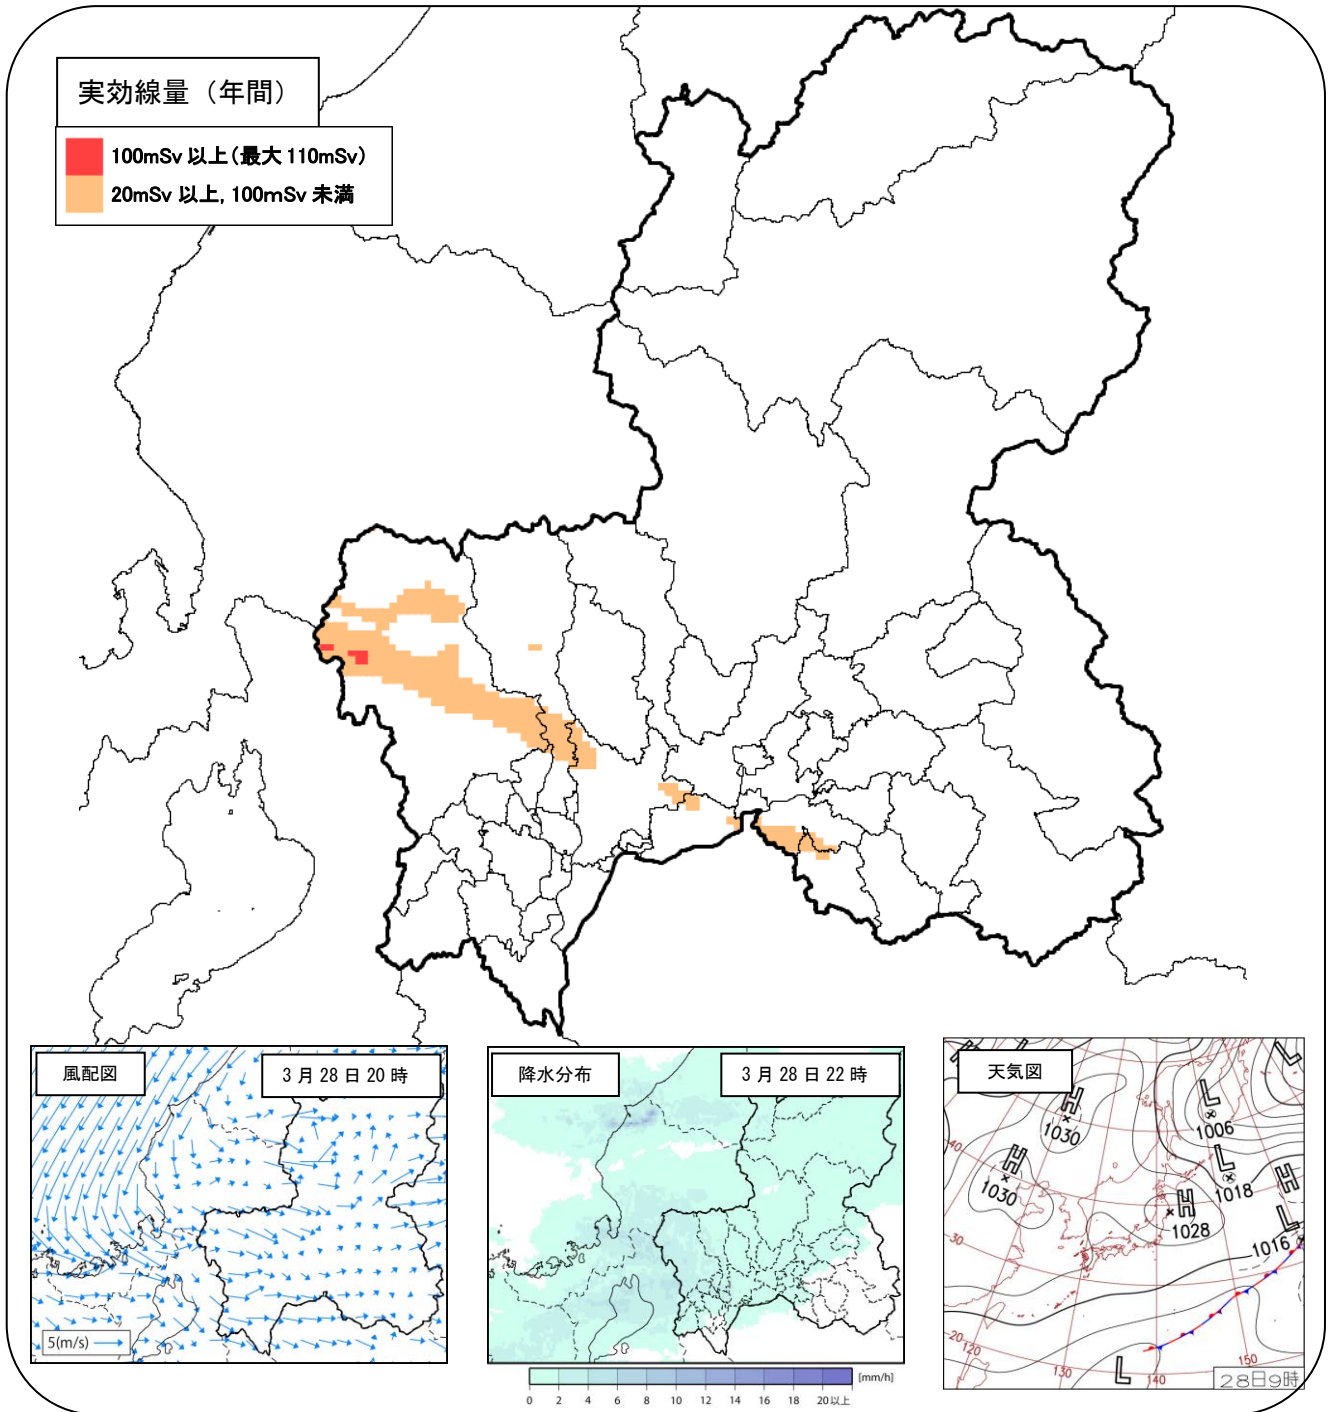 実効線量（年間）
100mSv 以上（最大 110mSv）
20mSv 以上, 100mSv 未満
風配図
3 月 28 日 20 時
5(m/s)
降水分布
3 月 28 日 22 時
[mm/h]
0 2 4 6 8 10 12 14 16 18 20以上
天気図
H
1030
H
1030
L
1006
L
1018
H
1028
H
L
L
1016
L
40
30
20
120
130
140
150
28日9時